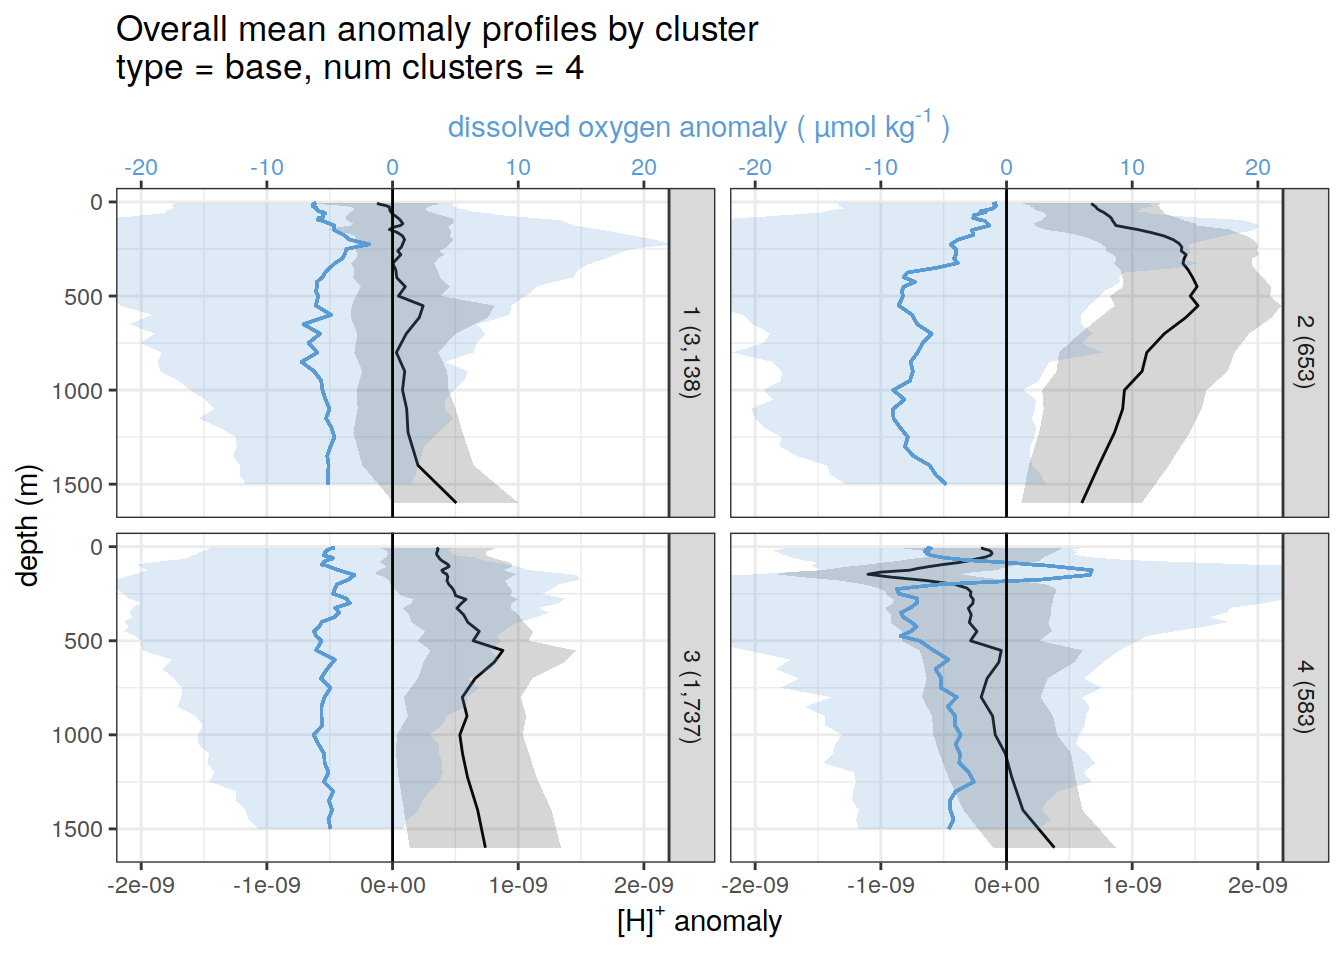 Overall mean anomaly profiles by cluster
type = base, num clusters = 4
dissolved oxygen anomaly ( µmol kg⁻¹ )
-20 -10 0 10 20 -20 -10 0 10 20
0
500
1000
1500
1 (3,138)
2 (653)
depth (m)
0
500
1000
1500
3 (1,737)
4 (583)
-2e-09 -1e-09 0e+00 1e-09 2e-09 -2e-09 -1e-09 0e+00 1e-09 2e-09
[H]⁺ anomaly